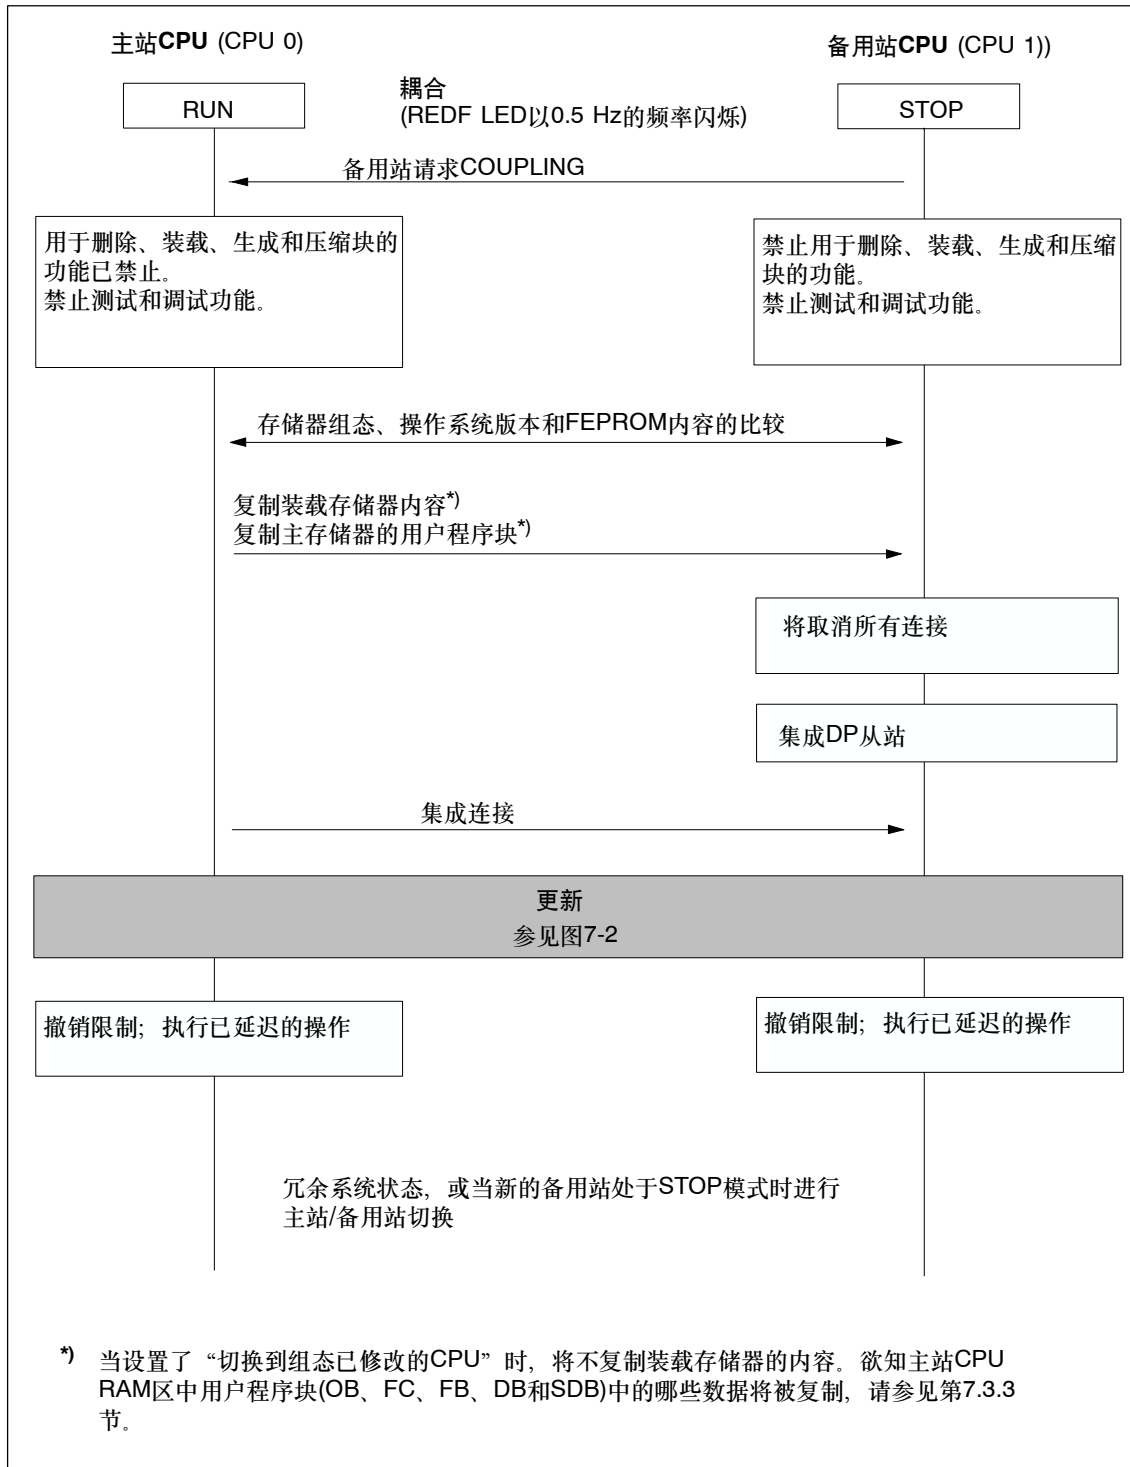 主站CPU (CPU 0)
备用站CPU (CPU 1))
耦合
(REDF LED以0.5 Hz的频率闪烁)
RUN
STOP
备用站请求COUPLING
用于删除、装载、生成和压缩块的
功能已禁止。
禁止测试和调试功能。
禁止用于删除、装载、生成和压缩
块的功能。
禁止测试和调试功能。
存储器组态、操作系统版本和FEPROM内容的比较
复制装载存储器内容*)
复制主存储器的用户程序块*)
将取消所有连接
集成DP从站
集成连接
更新
参见图7-2
撤销限制；执行已延迟的操作
撤销限制；执行已延迟的操作
冗余系统状态，或当新的备用站处于STOP模式时进行
主站/备用站切换
*) 当设置了“切换到组态已修改的CPU”时，将不复制装载存储器的内容。欲知主站CPU
RAM区中用户程序块(OB、FC、FB、DB和SDB)中的哪些数据将被复制，请参见第7.3.3
节。